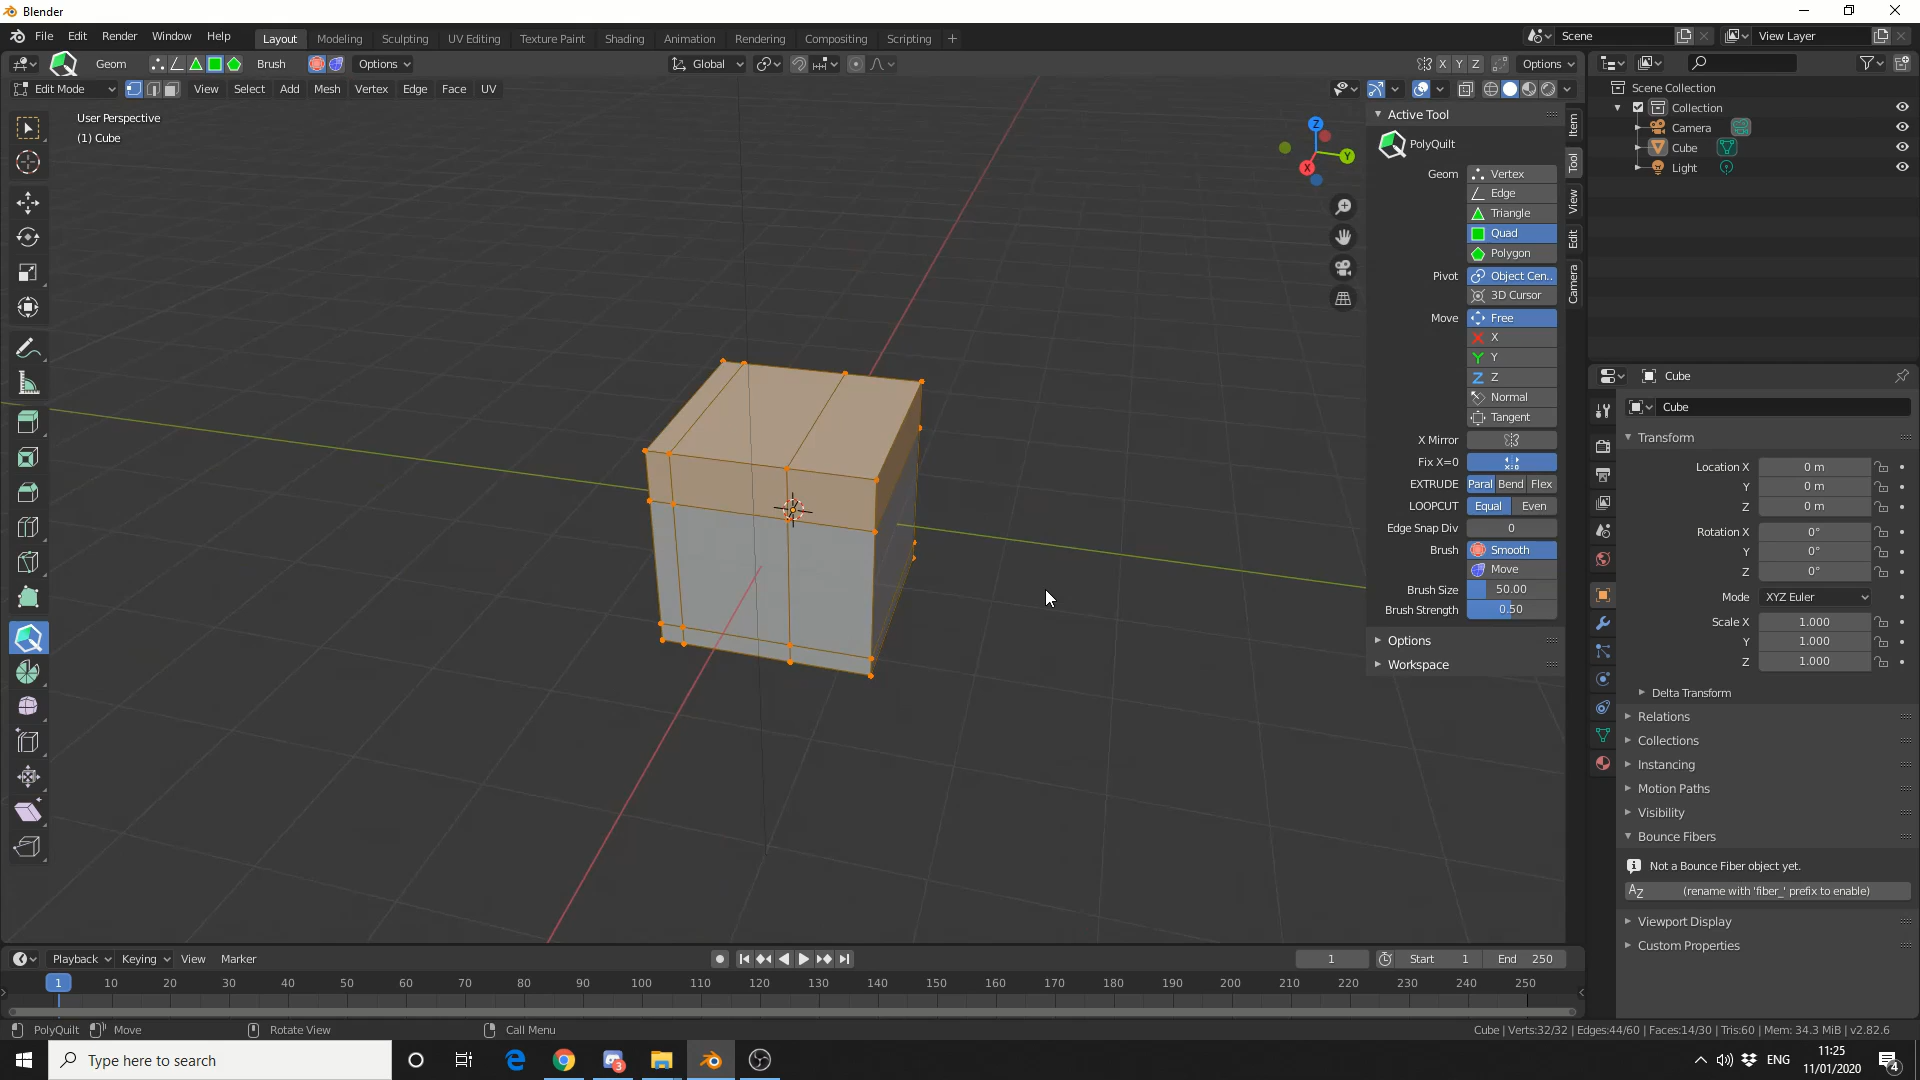 Blender
File Edit Render Window Help Layout Modeling Sculpting UV Editing Texture Paint Shading Animation Rendering Compositing Scripting + Scene View Layer
Geom Brush Options Global X Y Z Options
Edit Mode View Select Add Mesh Vertex Edge Face UV
User Perspective
(1) Cube
Z
Y
X
Active Tool
PolyQuilt
Geom Vertex
Edge
Triangle
Quad
Polygon
Pivot Object Cen..
3D Cursor
Move Free
X
Y
Z Z
Normal
Tangent
X Mirror
Fix X=0
EXTRUDE Paral Bend Flex
LOOPCUT Equal Even
Edge Snap Div 0
Brush Smooth
Move
Brush Size 50.00
Brush Strength 0.50
Options
Workspace
Item
Tool
View
Edit
Camera
Scene Collection
Collection
Camera
Cube
Light
Cube
Cube
Transform
Location X 0 m
Y 0 m
Z 0 m
Rotation X 0°
Y 0°
Z 0°
Mode XYZ Euler
Scale X 1.000
Y 1.000
Z 1.000
Delta Transform
Relations
Collections
Instancing
Motion Paths
Visibility
Bounce Fibers
Not a Bounce Fiber object yet.
AZ (rename with 'fiber_' prefix to enable)
Viewport Display
Custom Properties
Playback Keying View Marker 1 Start 1 End 250
1 10 20 30 40 50 60 70 80 90 100 110 120 130 140 150 160 170 180 190 200 210 220 230 240 250
PolyQuilt Move Rotate View Call Menu Cube | Verts:32/32 | Edges:44/60 | Faces:14/30 | Tris:60 | Mem: 34.3 MiB | v2.82.6
Type here to search 3 ENG 11:25
11/01/2020 4